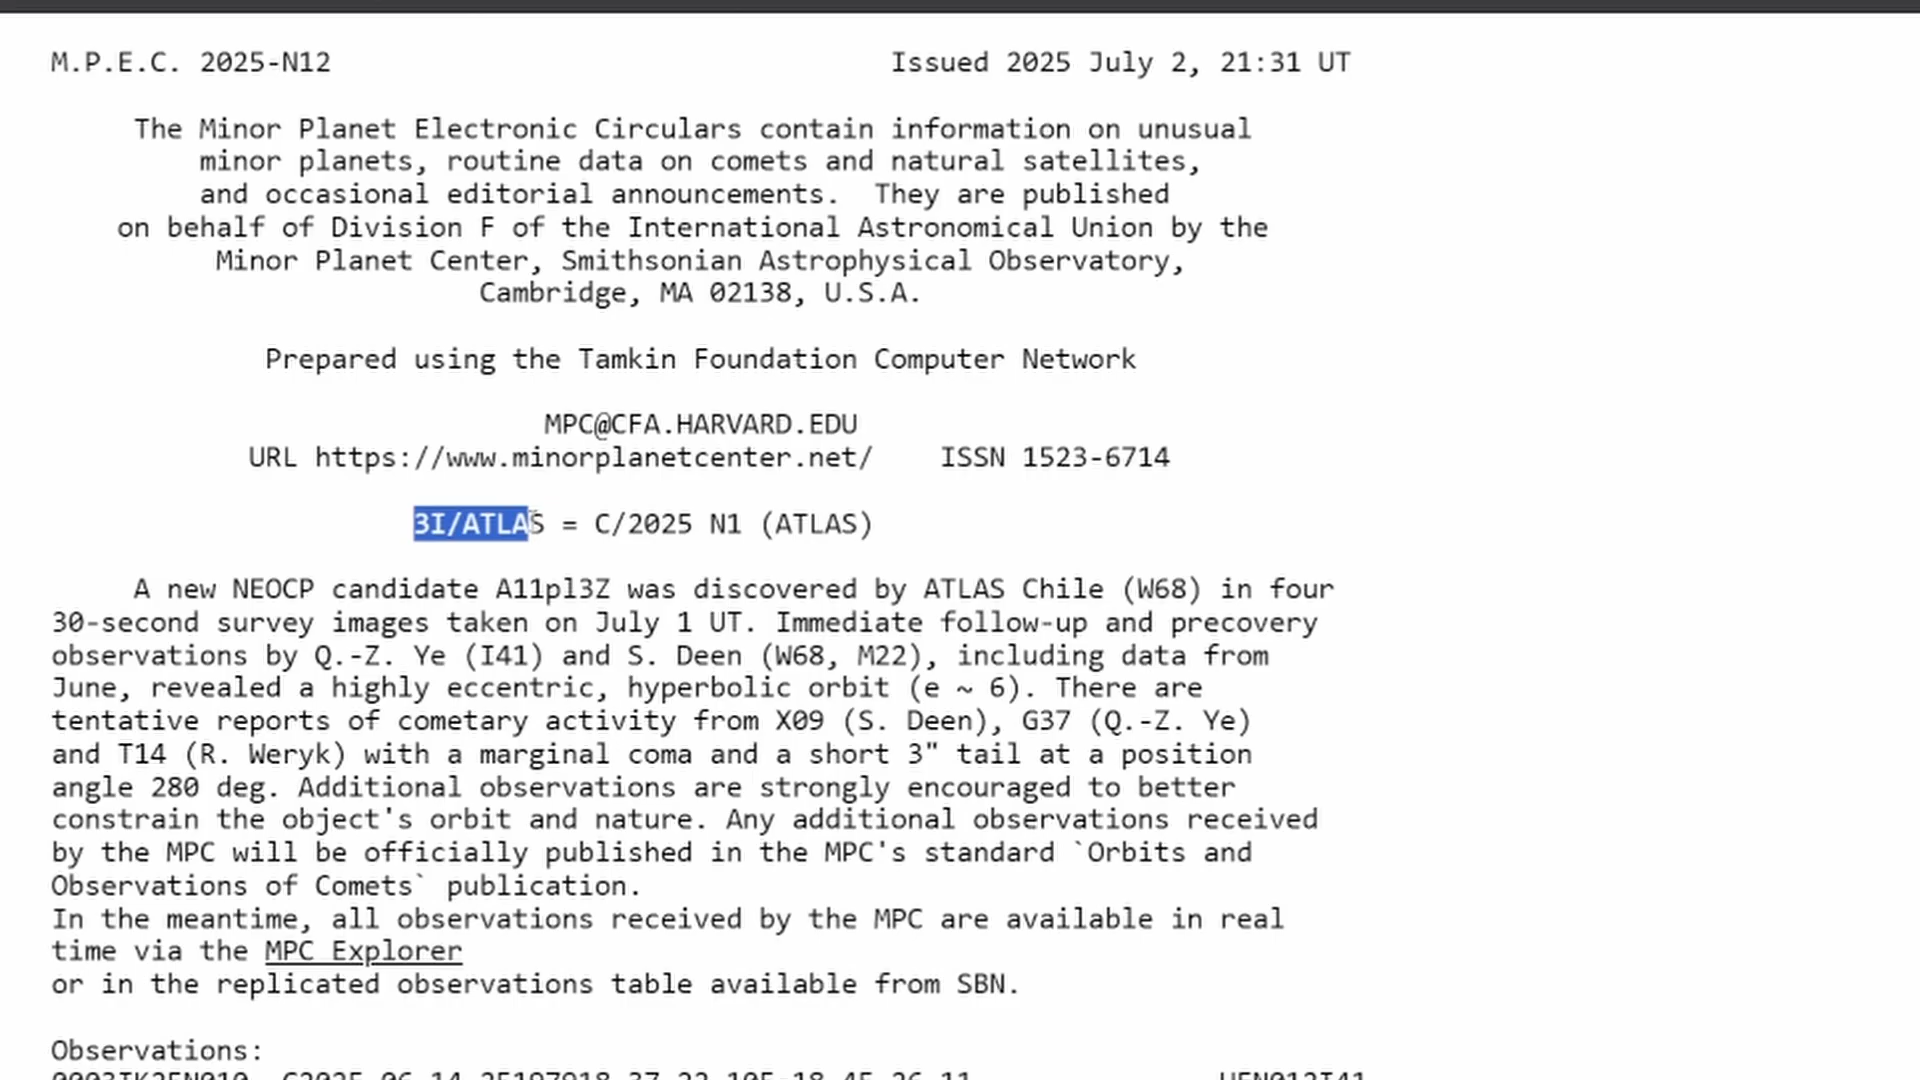 M.P.E.C. 2025-N12 Issued 2025 July 2, 21:31 UT
The Minor Planet Electronic Circulars contain information on unusual
minor planets, routine data on comets and natural satellites,
and occasional editorial announcements. They are published
on behalf of Division F of the International Astronomical Union by the
Minor Planet Center, Smithsonian Astrophysical Observatory,
Cambridge, MA 02138, U.S.A.
Prepared using the Tamkin Foundation Computer Network
MPC@CFA.HARVARD.EDU
URL https://www.minorplanetcenter.net/ ISSN 1523-6714
3I/ATLAS = C/2025 N1 (ATLAS)
A new NEOCP candidate A11pl3Z was discovered by ATLAS Chile (W68) in four
30-second survey images taken on July 1 UT. Immediate follow-up and precovery
observations by Q.-Z. Ye (I41) and S. Deen (W68, M22), including data from
June, revealed a highly eccentric, hyperbolic orbit (e ~ 6). There are
tentative reports of cometary activity from X09 (S. Deen), G37 (Q.-Z. Ye)
and T14 (R. Weryk) with a marginal coma and a short 3" tail at a position
angle 280 deg. Additional observations are strongly encouraged to better
constrain the object's orbit and nature. Any additional observations received
by the MPC will be officially published in the MPC's standard `Orbits and
Observations of Comets` publication.
In the meantime, all observations received by the MPC are available in real
time via the MPC Explorer
or in the replicated observations table available from SBN.
Observations: